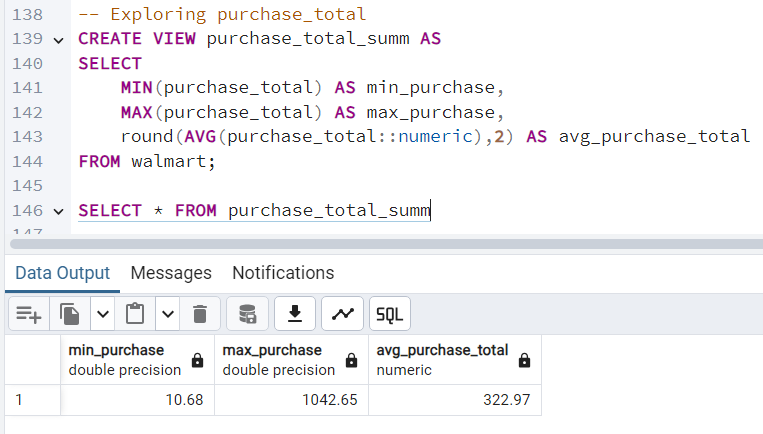 138 -- Exploring purchase_total
139 CREATE VIEW purchase_total_summ AS
140 SELECT
141 MIN(purchase_total) AS min_purchase,
142 MAX(purchase_total) AS max_purchase,
143 round(AVG(purchase_total::numeric),2) AS avg_purchase_total
144 FROM walmart;
145
146 SELECT * FROM purchase_total_summ
147
Data Output Messages Notifications
SQL
min_purchase max_purchase avg_purchase_total
double precision double precision numeric
1 10.68 1042.65 322.97